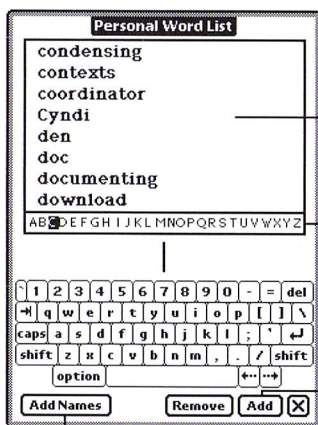 Personal Word List
condensing
contexts
coordinator
Cyndi
den
doc
documenting
download
ABCDEFGHIJKLMNOPQRSTUVWXYZ
` 1 2 3 4 5 6 7 8 9 0 - = del
q w e r t y u i o p [ ] \
caps a s d f g h j k l ; '
shift z x c v b n m , . / shift
option
Add Names Remove Add